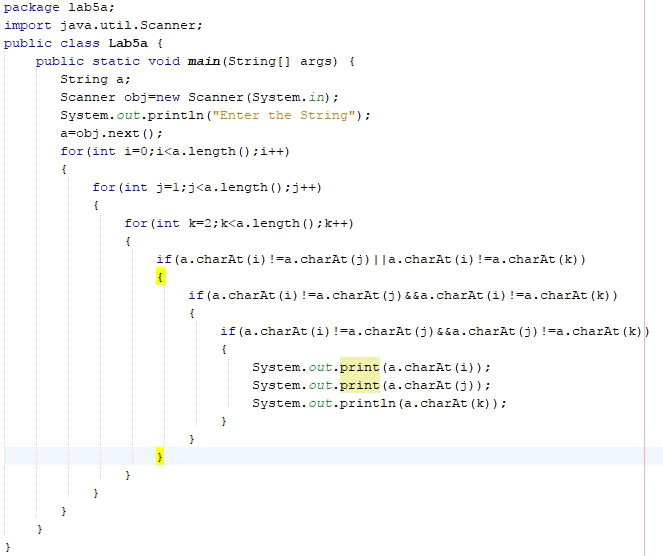 package lab5a;
import java.util.Scanner;
public class Lab5a {
    public static void main(String[] args) {
       String a;
       Scanner obj=new Scanner(System.in);
       System.out.println("Enter the String");
       a=obj.next();
       for(int i=0;i<a.length();i++)
       {
           for(int j=1;j<a.length();j++)
           {
               for(int k=2;k<a.length();k++)
               {
                   if(a.charAt(i)!=a.charAt(j)||a.charAt(i)!=a.charAt(k))
                   {
                       if(a.charAt(i)!=a.charAt(j)&&a.charAt(i)!=a.charAt(k))
                       {
                           if(a.charAt(i)!=a.charAt(j)&&a.charAt(j)!=a.charAt(k))
                           {
                               System.out.print(a.charAt(i));
                               System.out.print(a.charAt(j));
                               System.out.println(a.charAt(k));
                           }
                       }
                   }
               }
           }
       }
    }
}